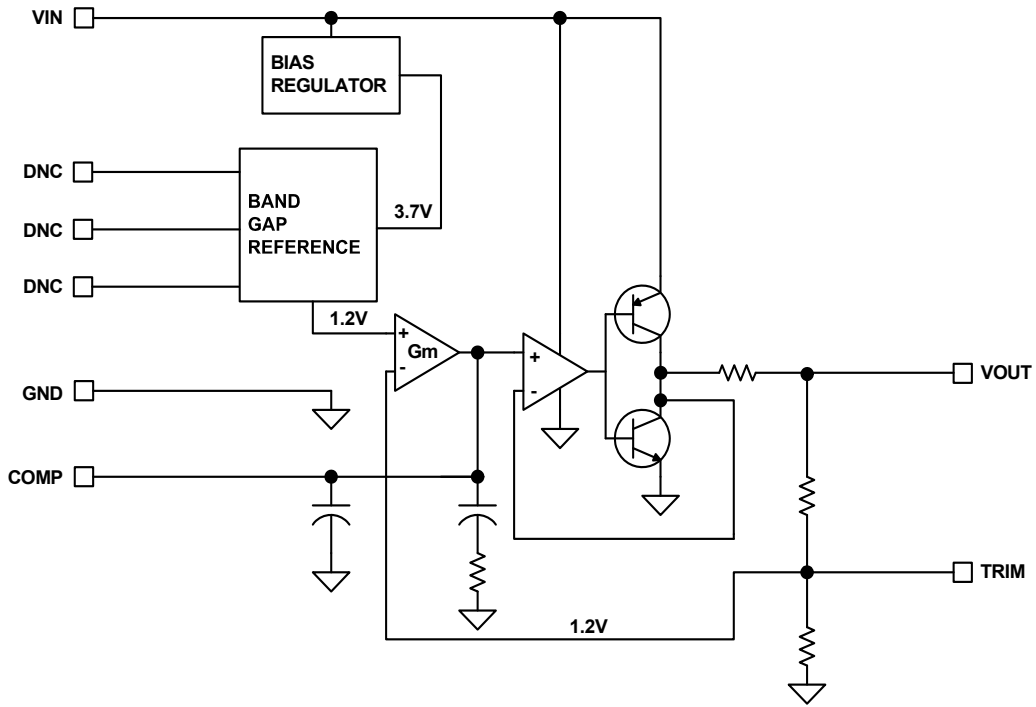 VIN
BIAS
REGULATOR
DNC
BAND
GAP
REFERENCE
3.7V
DNC
DNC
1.2V
+
Gm
-
+
-
VOUT
GND
COMP
TRIM
1.2V